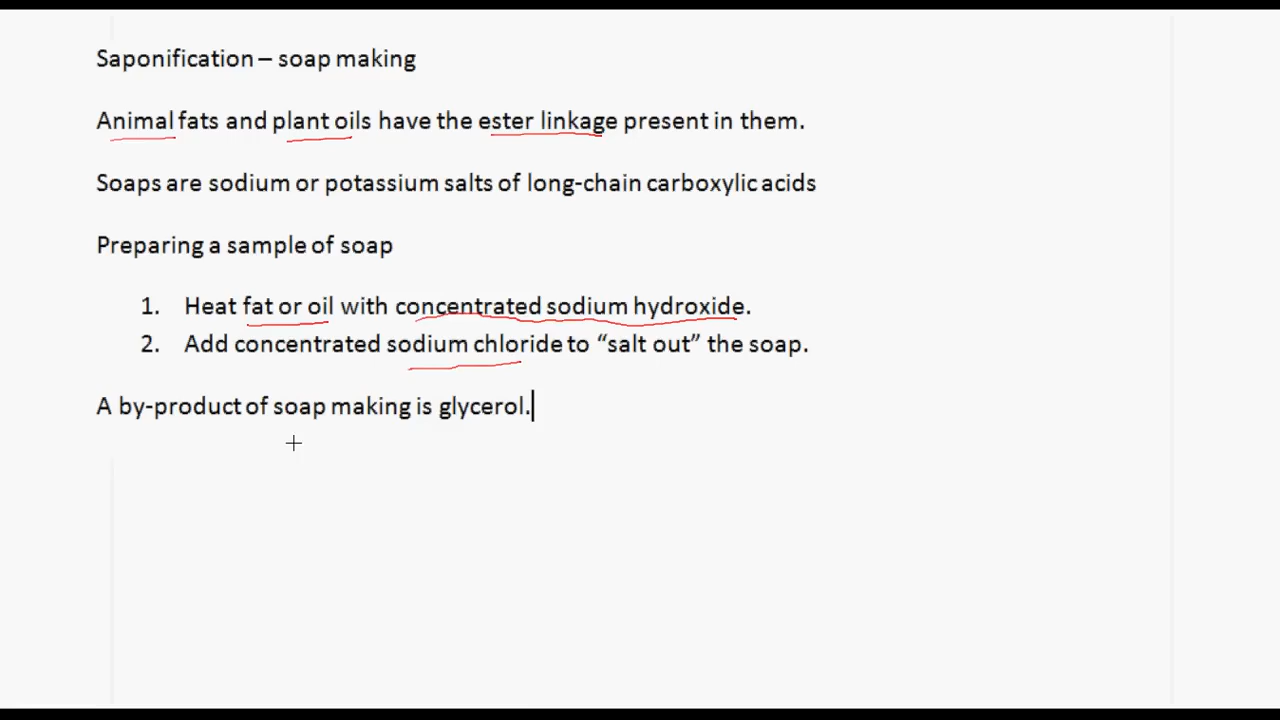 Saponification – soap making
Animal fats and plant oils have the ester linkage present in them.
Soaps are sodium or potassium salts of long-chain carboxylic acids
Preparing a sample of soap
1. Heat fat or oil with concentrated sodium hydroxide.
2. Add concentrated sodium chloride to “salt out” the soap.
A by-product of soap making is glycerol.